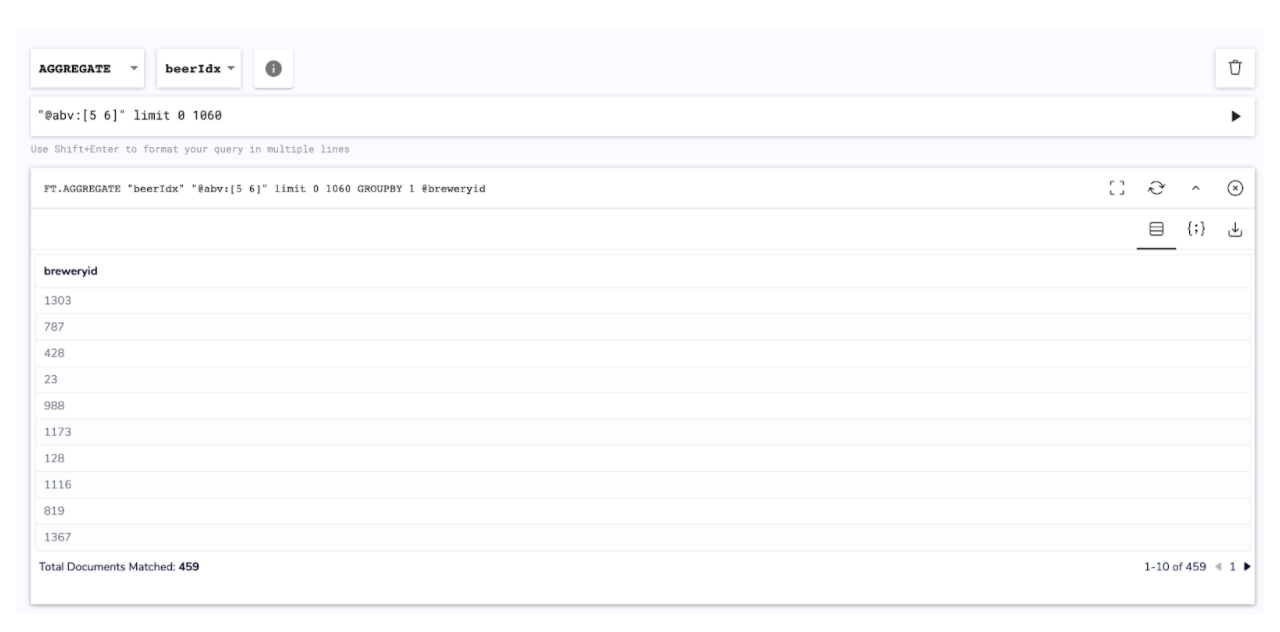 AGGREGATE beerIdx
"@abv:[5 6]" limit 0 1060
Use Shift+Enter to format your query in multiple lines
FT.AGGREGATE "beerIdx" "@abv:[5 6]" limit 0 1060 GROUPBY 1 @breweryid
{;}
breweryid
1303
787
428
23
988
1173
128
1116
819
1367
Total Documents Matched: 459 1-10 of 459 1